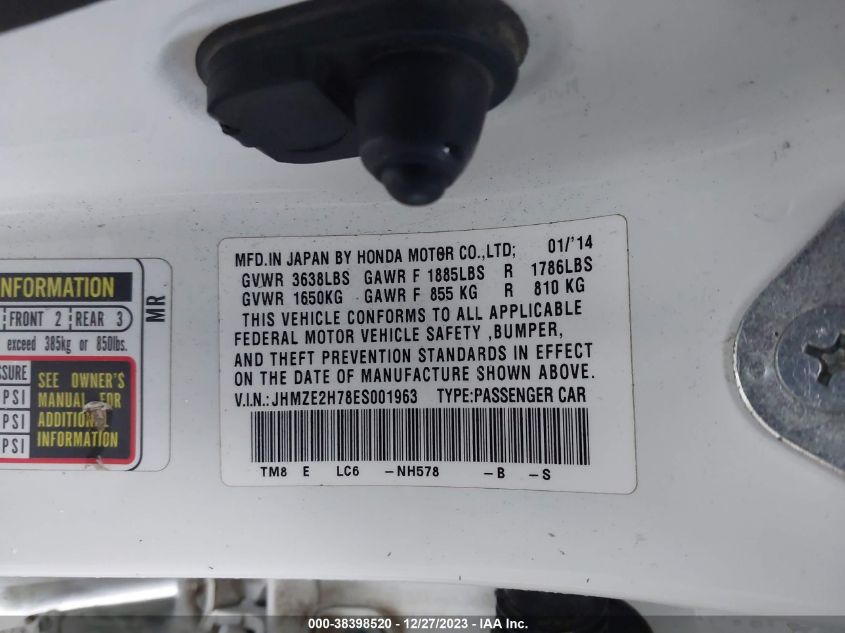 MFD.IN JAPAN BY HONDA MOTOR CO.,LTD; 01/'14
GVWR 3638LBS GAWR F 1885LBS R 1786LBS
GVWR 1650KG GAWR F 855 KG R 810 KG
THIS VEHICLE CONFORMS TO ALL APPLICABLE
FEDERAL MOTOR VEHICLE SAFETY ,BUMPER,
AND THEFT PREVENTION STANDARDS IN EFFECT
ON THE DATE OF MANUFACTURE SHOWN ABOVE.
V.I.N.: JHMZE2H78ES001963 TYPE:PASSENGER CAR
TM8 E LC6 -NH578 -B -S
INFORMATION
FRONT 2 REAR 3
exceed 385kg or 850lbs.
SSURE
PSI
PSI
PSI
SEE OWNER'S
MANUAL FOR
ADDITIONAL
INFORMATION
MR
000-38398520 - 12/27/2023 - IAA Inc.